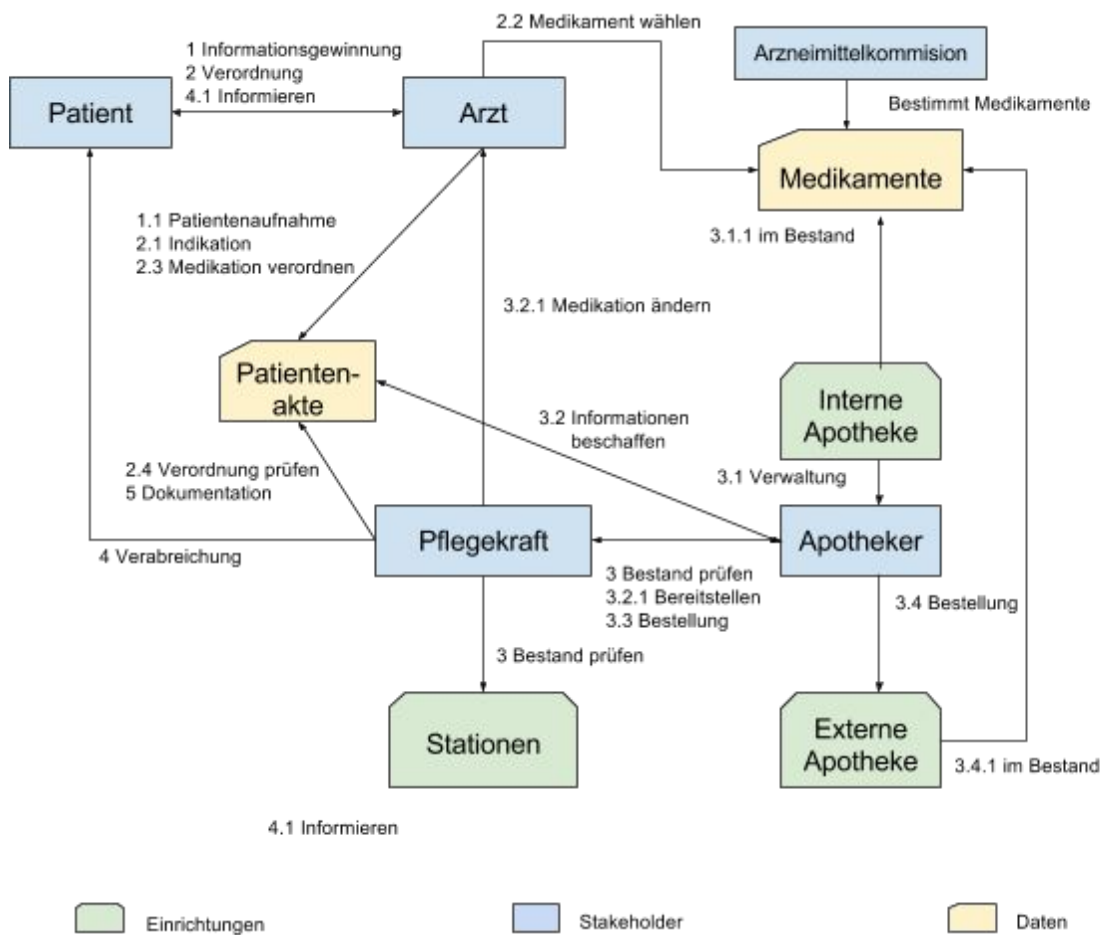 2.2 Medikament wählen
1 Informationsgewinnung
2 Verordnung
4.1 Informieren
Arzneimittelkommision
Patient
Arzt
Bestimmt Medikamente
Medikamente
1.1 Patientenaufnahme
2.1 Indikation
2.3 Medikation verordnen
3.1.1 im Bestand
3.2.1 Medikation ändern
Patienten-
akte
Interne
Apotheke
3.2 Informationen
beschaffen
3.1 Verwaltung
2.4 Verordnung prüfen
5 Dokumentation
Pflegekraft
Apotheker
4 Verabreichung
3 Bestand prüfen
3.2.1 Bereitstellen
3.3 Bestellung
3.4 Bestellung
3 Bestand prüfen
Stationen
Externe
Apotheke
3.4.1 im Bestand
4.1 Informieren
Einrichtungen
Stakeholder
Daten